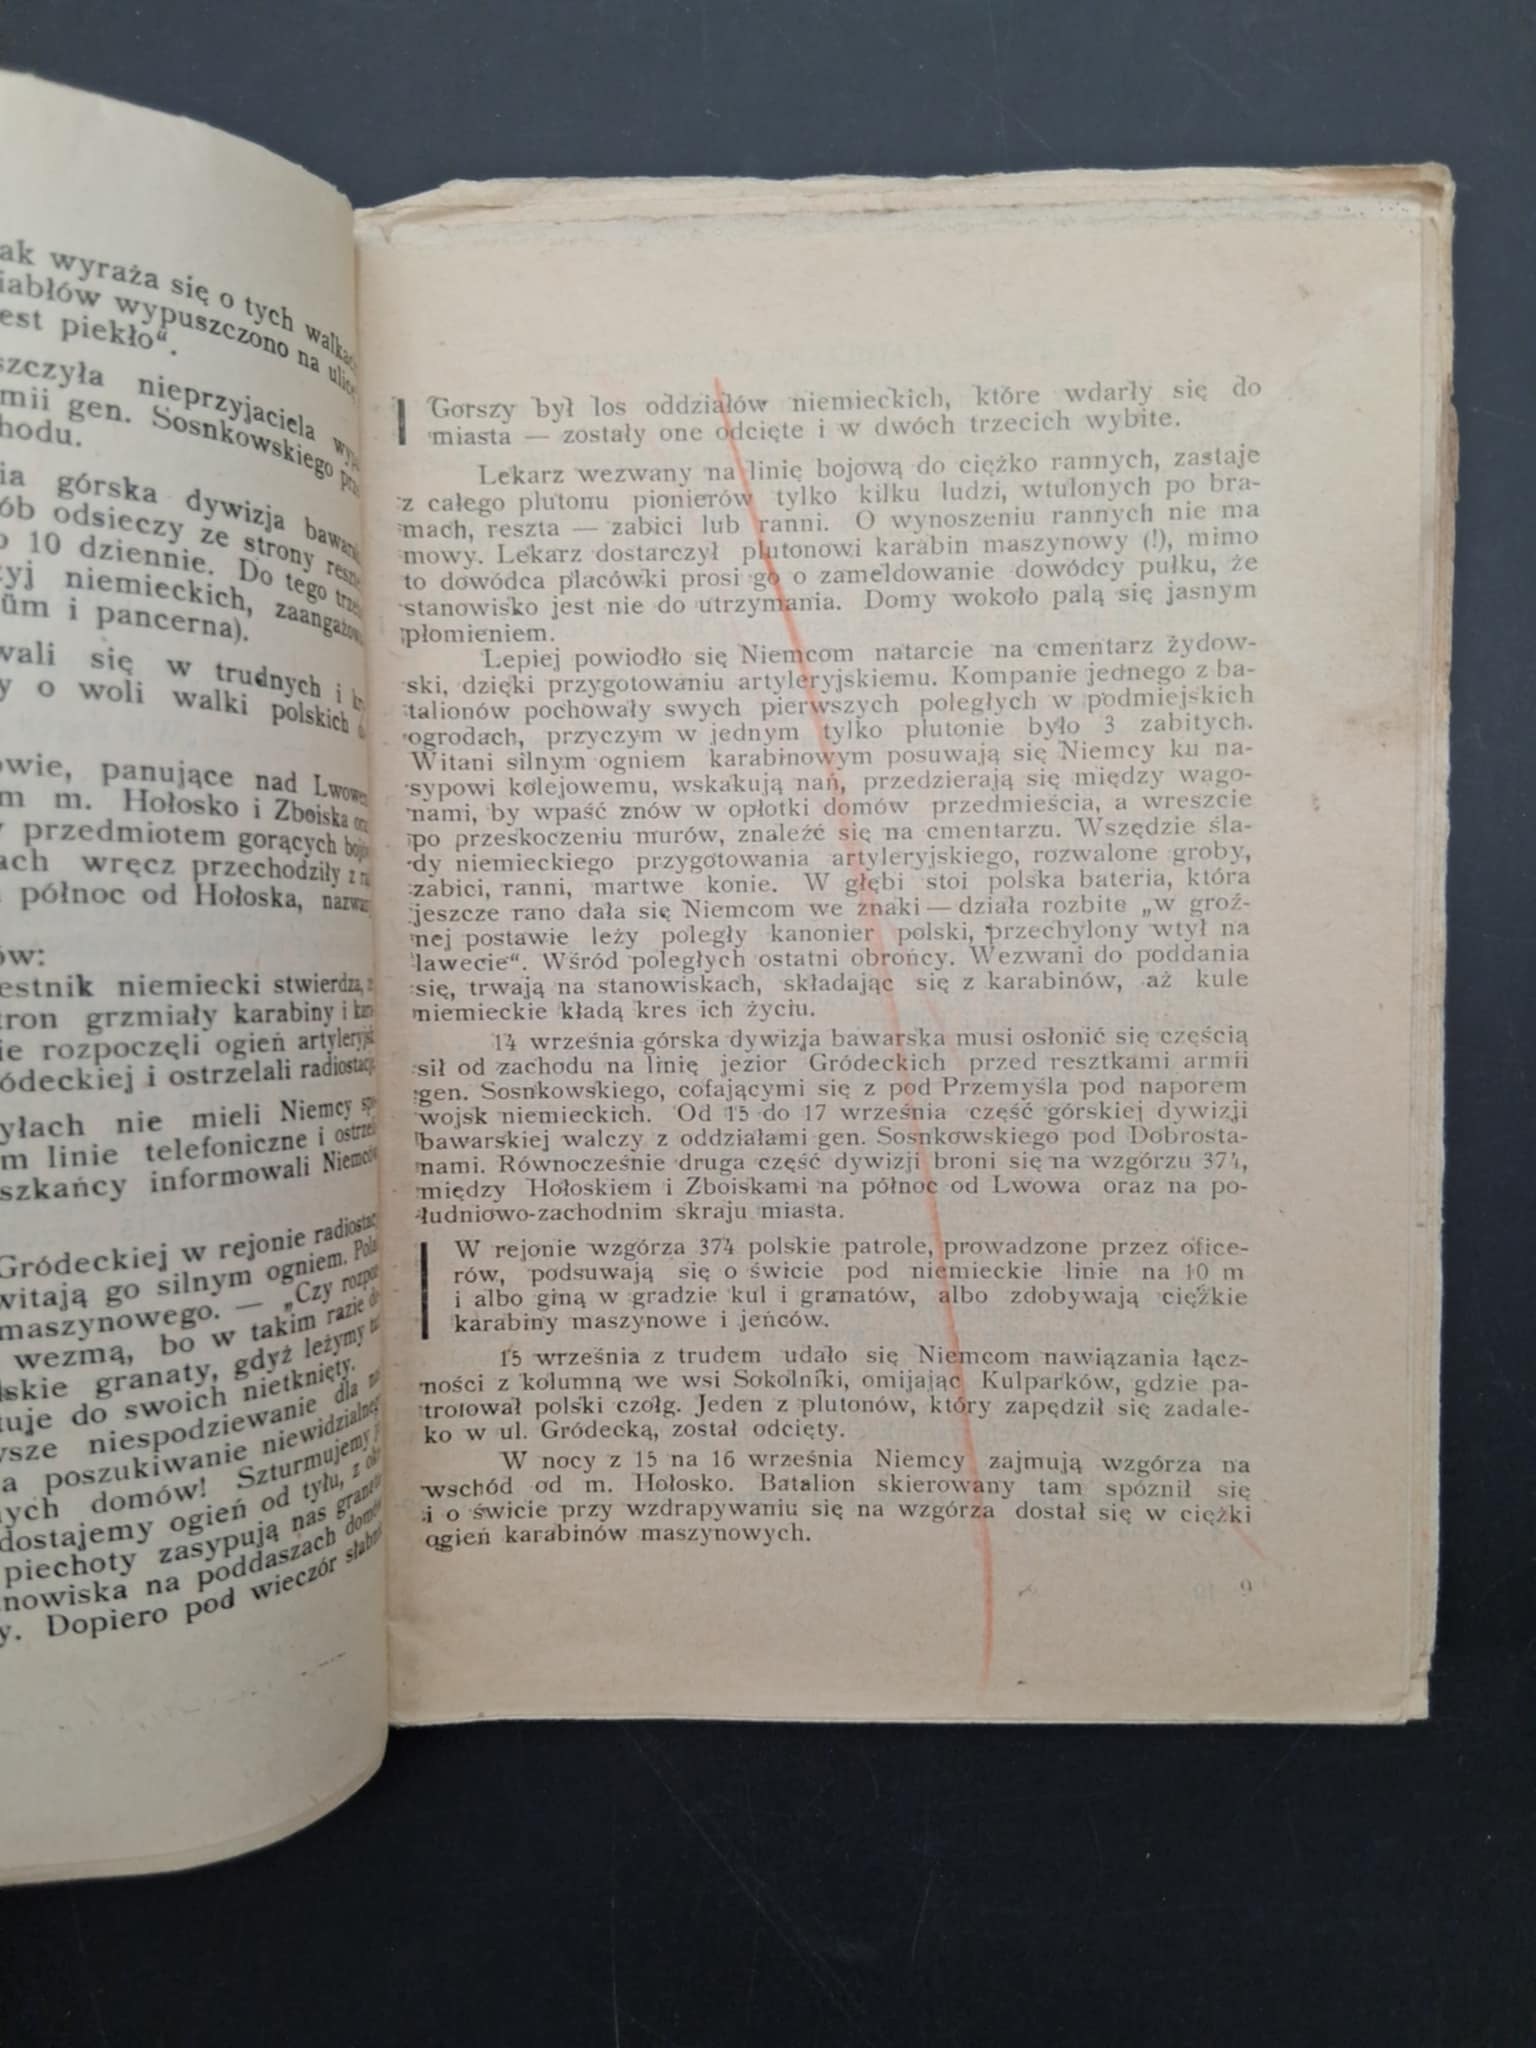 ak wyraża się o tych
iabłów wypuszczono na
est piekło“.
szczyła nieprzyjaciela
mii gen. Sosnkowskiego
hodu.
ia górska dywizja
ób odsieczy ze strony
o 10 dziennie. Do tego
yj niemieckich,
üm i pancerna).
wali się w trudnych i
y o woli walki polskich
owie, panujące nad
m m. Hołosko i Zboiska
y przedmiotem gorących
ach wręcz przechodziły z
północ od Hołoska,
ów:
estnik niemiecki stwierdza,
tron grzmiały karabiny i
ie rozpoczęli ogień
ódeckiej i ostrzelali
yłach nie mieli Niemcy
m linie telefoniczne i
szkańcy informowali
Gródeckiej w rejonie
witają go silnym ogniem.
maszynowego. — „Czy
wezmą, bo w takim razie
lskie granaty, gdyż leżymy
tuje do swoich nietknięty.
wsze niespodziewanie dla
a poszukiwanie
nych domów! Szturmujemy
dostajemy ogień od tyłu, z
piechoty zasypują nas
nowiska na poddaszach
y. Dopiero pod wieczór
Gorszy był los oddziałów niemieckich, które wdarły się do
miasta — zostały one odcięte i w dwóch trzecich wybite.
Lekarz wezwany na linię bojową do ciężko rannych, zastaje
z całego plutonu pionierów tylko kilku ludzi, wtulonych po bra-
mach, reszta — zabici lub ranni. O wynoszeniu rannych nie ma
mowy. Lekarz dostarczył plutonowi karabin maszynowy (!), mimo
to dowódca placówki prosi go o zameldowanie dowódcy pułku, że
stanowisko jest nie do utrzymania. Domy wokoło palą się jasnym
płomieniem.
Lepiej powiodło się Niemcom natarcie na cmentarz żydow-
ski, dzięki przygotowaniu artyleryjskiemu. Kompanie jednego z ba-
talionów pochowały swych pierwszych poległych w podmiejskich
ogrodach, przyczym w jednym tylko plutonie było 3 zabitych.
Witani silnym ogniem karabinowym posuwają się Niemcy ku na-
sypowi kolejowemu, wskakują nań, przedzierają się między wago-
nami, by wpaść znów w opłotki domów przedmieścia, a wreszcie
po przeskoczeniu murów, znaleźć się na cmentarzu. Wszędzie śla-
dy niemieckiego przygotowania artyleryjskiego, rozwalone groby,
zabici, ranni, martwe konie. W głębi stoi polska bateria, która
jeszcze rano dała się Niemcom we znaki — działa rozbite „w groź-
nej postawie leży poległy kanonier polski, przechylony wtył na
lawecie“. Wśród poległych ostatni obrońcy. Wezwani do poddania
się, trwają na stanowiskach, składając się z karabinów, aż kule
niemieckie kładą kres ich życiu.
14 września górska dywizja bawarska musi osłonić się częścią
sił od zachodu na linię jezior Gródeckich przed resztkami armii
gen. Sosnkowskiego, cofającymi się z pod Przemyśla pod naporem
wojsk niemieckich. Od 15 do 17 września część górskiej dywizji
bawarskiej walczy z oddziałami gen. Sosnkowskiego pod Dobrosta-
nami. Równocześnie druga część dywizji broni się na wzgórzu 374,
między Hołoskiem i Zboiskami na północ od Lwowa oraz na po-
łudniowo-zachodnim skraju miasta.
W rejonie wzgórza 374 polskie patrole, prowadzone przez ofice-
rów, podsuwają się o świcie pod niemieckie linie na 10 m
i albo giną w gradzie kul i granatów, albo zdobywają ciężkie
karabiny maszynowe i jeńców.
15 września z trudem udało się Niemcom nawiązania łącz-
ności z kolumną we wsi Sokolniki, omijając Kulparków, gdzie pa-
trolował polski czołg. Jeden z plutonów, który zapędził się zadale-
ko w ul. Gródecką, został odcięty.
W nocy z 15 na 16 września Niemcy zajmują wzgórza na
wschód od m. Hołosko. Batalion skierowany tam spóźnił się
i o świcie przy wzdrapywaniu się na wzgórza dostał się w ciężki
ogień karabinów maszynowych.
9